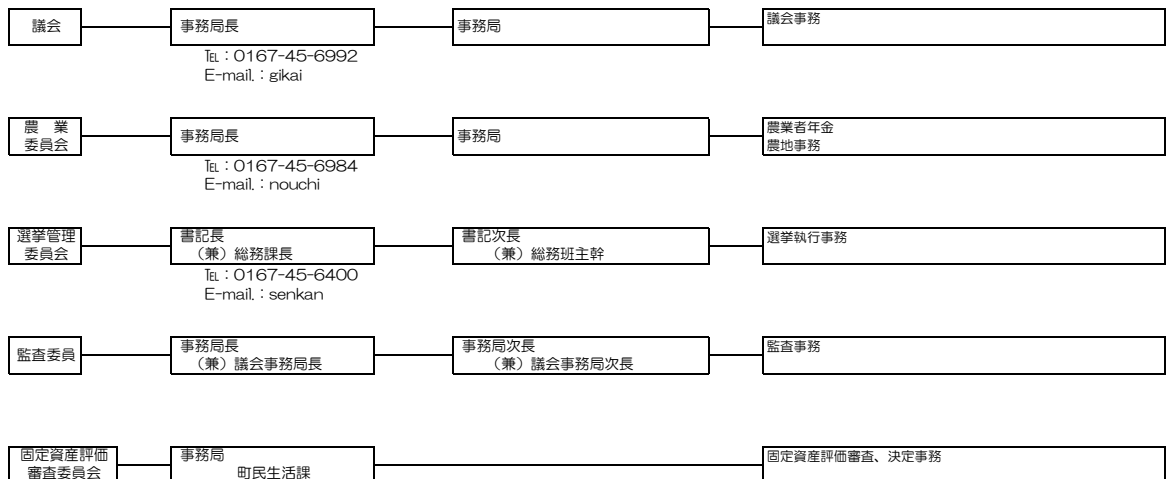 議会
事務局長
事務局
議会事務
℡：0167-45-6992
E-mail.：gikai
農　業
委員会
事務局長
事務局
農業者年金
農地事務
℡：0167-45-6984
E-mail.：nouchi
選挙管理
委員会
書記長
（兼）総務課長
書記次長
（兼）総務班主幹
選挙執行事務
℡：0167-45-6400
E-mail.：senkan
監査委員
事務局長
（兼）議会事務局長
事務局次長
（兼）議会事務局次長
監査事務
固定資産評価
審査委員会
事務局
町民生活課
固定資産評価審査、決定事務